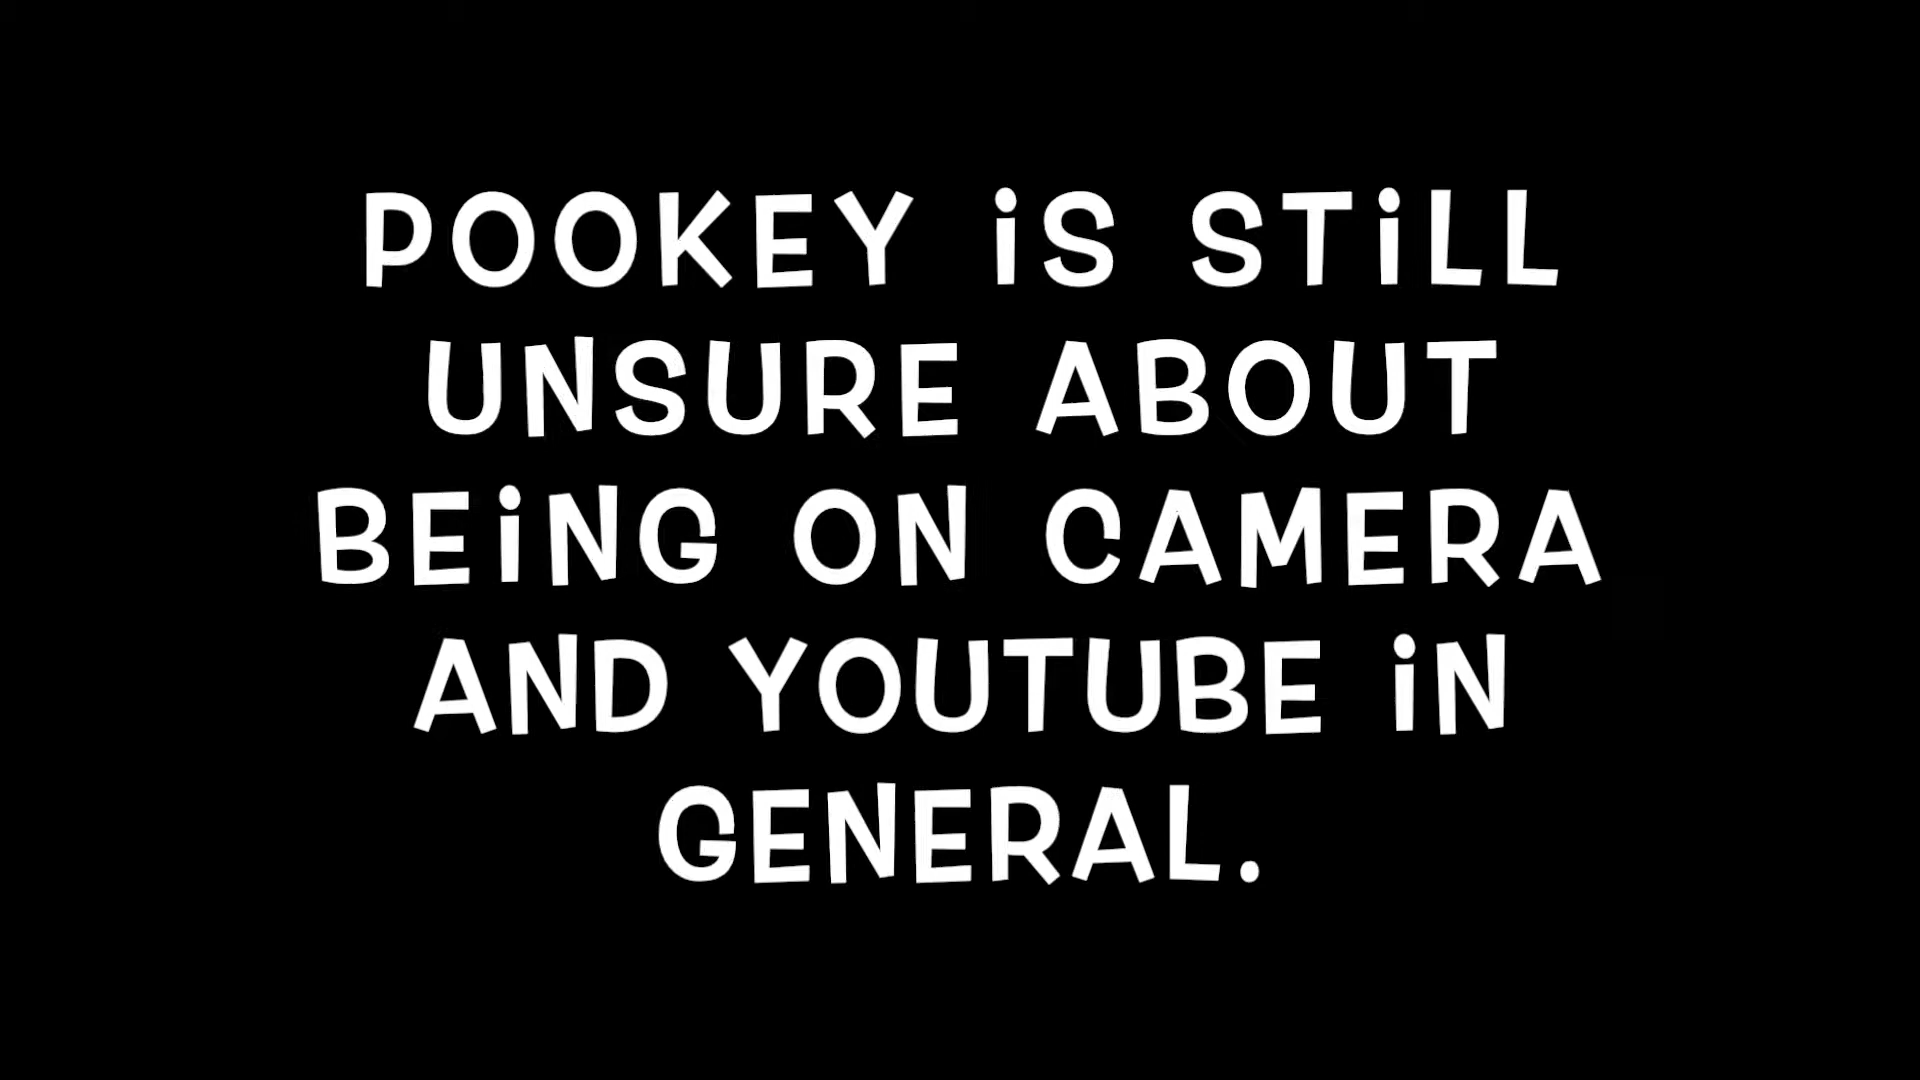 POOKEY iS STiLL
UNSURE ABOUT
BEiNG ON CAMERA
AND YOUTUBE iN
GENERAL.